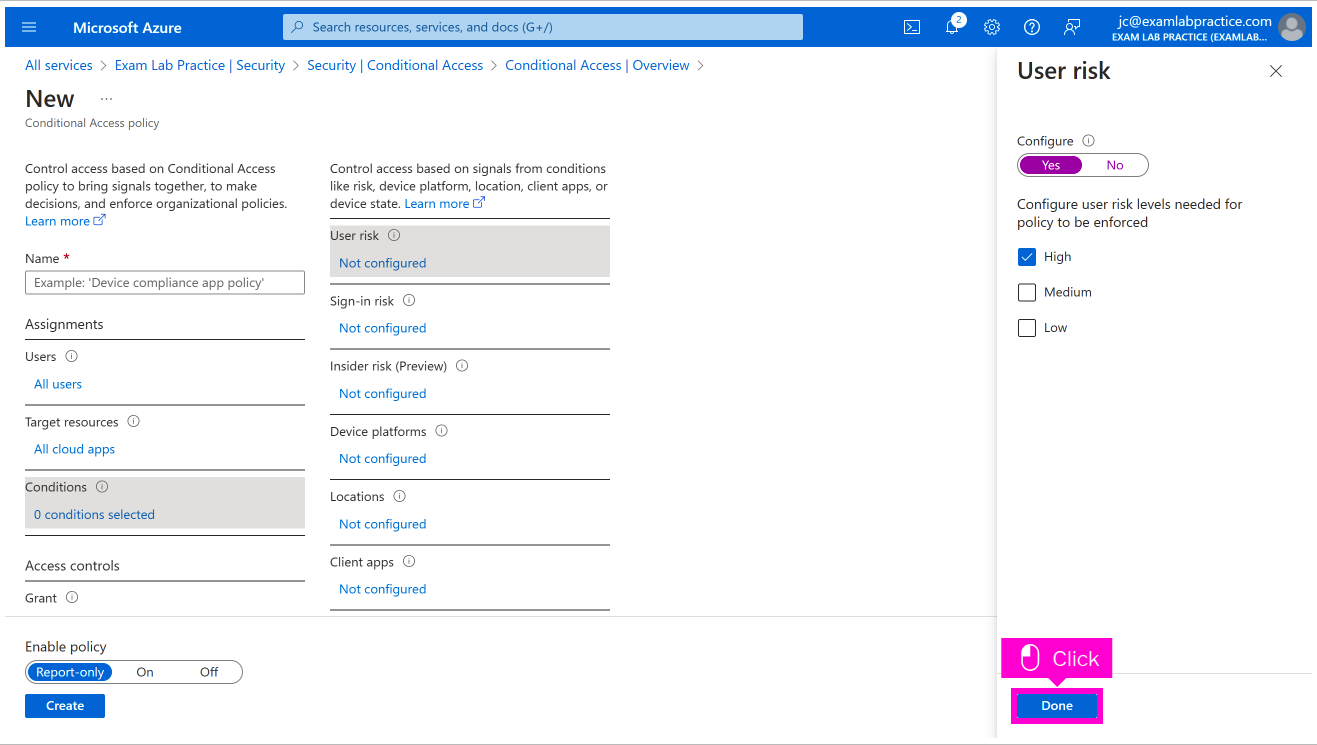 Microsoft Azure
Search resources, services, and docs (G+/)
2
jc@examlabpractice.com
EXAM LAB PRACTICE (EXAMLAB...
All services > Exam Lab Practice | Security > Security | Conditional Access > Conditional Access | Overview >
New ...
Conditional Access policy
Control access based on Conditional Access
policy to bring signals together, to make
decisions, and enforce organizational policies.
Learn more
Name *
Example: 'Device compliance app policy'
Assignments
Users
All users
Target resources
All cloud apps
Conditions
0 conditions selected
Access controls
Grant
Enable policy
Report-only On Off
Create
Control access based on signals from conditions
like risk, device platform, location, client apps, or
device state. Learn more
User risk
Not configured
Sign-in risk
Not configured
Insider risk (Preview)
Not configured
Device platforms
Not configured
Locations
Not configured
Client apps
Not configured
User risk
Configure
Yes No
Configure user risk levels needed for
policy to be enforced
High
Medium
Low
Click
Done